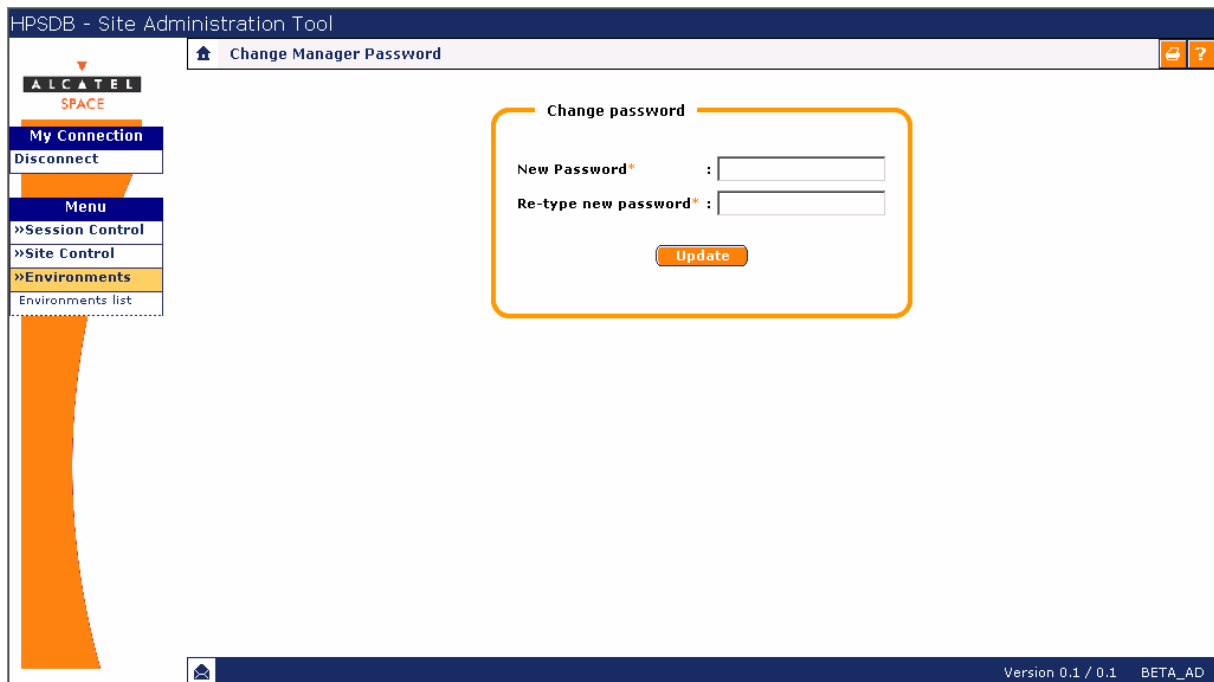 HPSDB - Site Administration Tool
Change Manager Password
?
ALCATEL
SPACE
My Connection
Disconnect
Menu
»Session Control
»Site Control
»Environments
Environments list
Change password
New Password* :
Re-type new password* :
Update
Version 0.1 / 0.1 BETA_AD